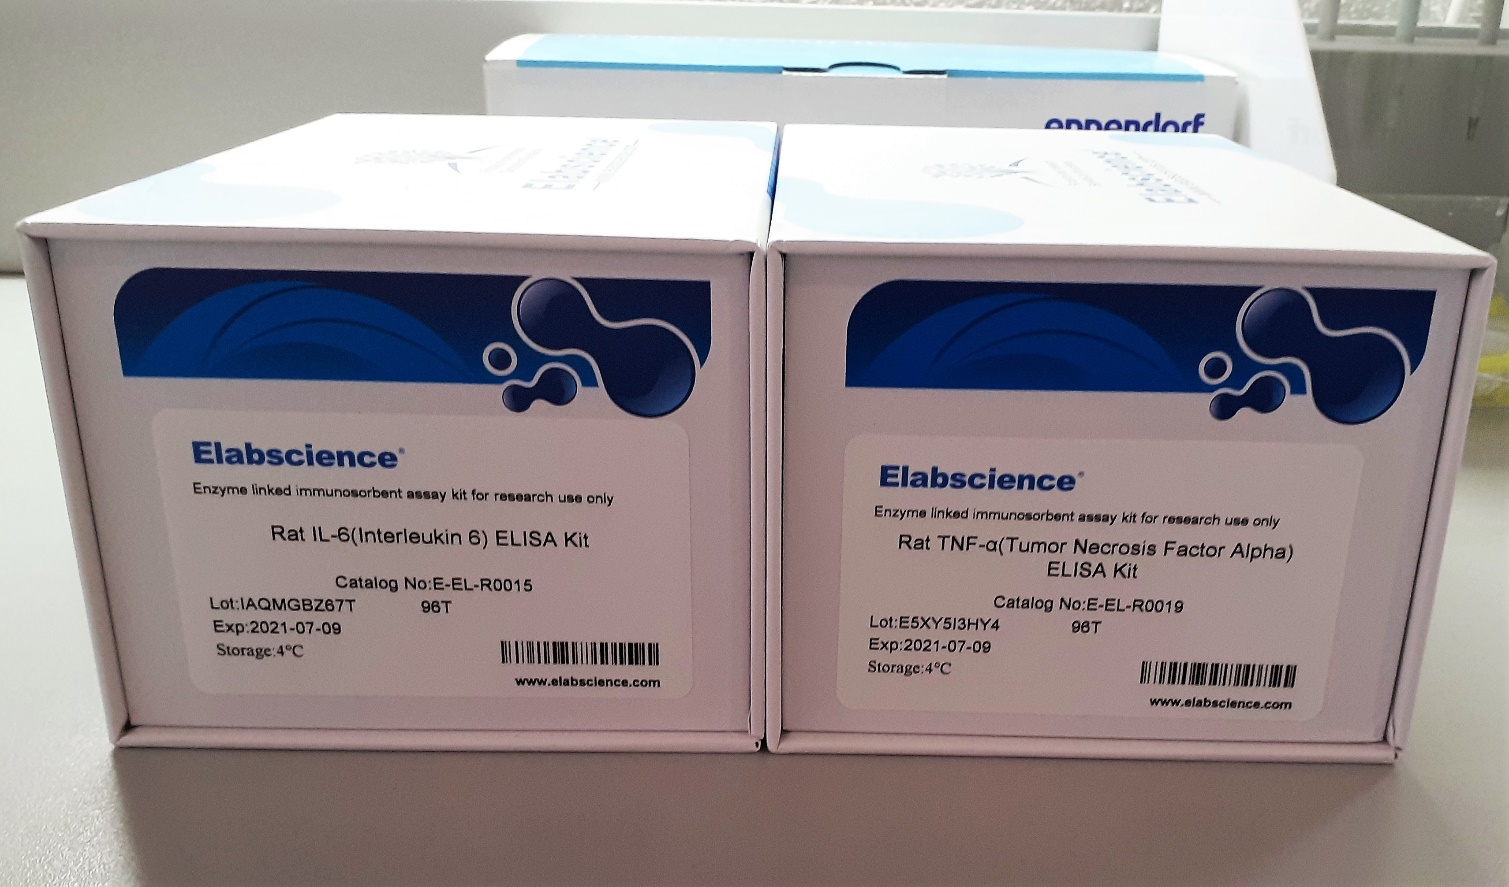 eppendorf
Elabscience
Elabscience
Elabscience®
Enzyme linked immunosorbent assay kit for research use only
Rat IL-6(Interleukin 6) ELISA Kit
Catalog No:E-EL-R0015
Lot:IAQMGBZ67T 96T
Exp:2021-07-09
Storage:4°C
www.elabscience.com
Elabscience®
Enzyme linked immunosorbent assay kit for research use only
Rat TNF-α(Tumor Necrosis Factor Alpha)
ELISA Kit
Catalog No:E-EL-R0019
Lot:E5XY5I3HY4 96T
Exp:2021-07-09
Storage:4°C
www.elabscience.com